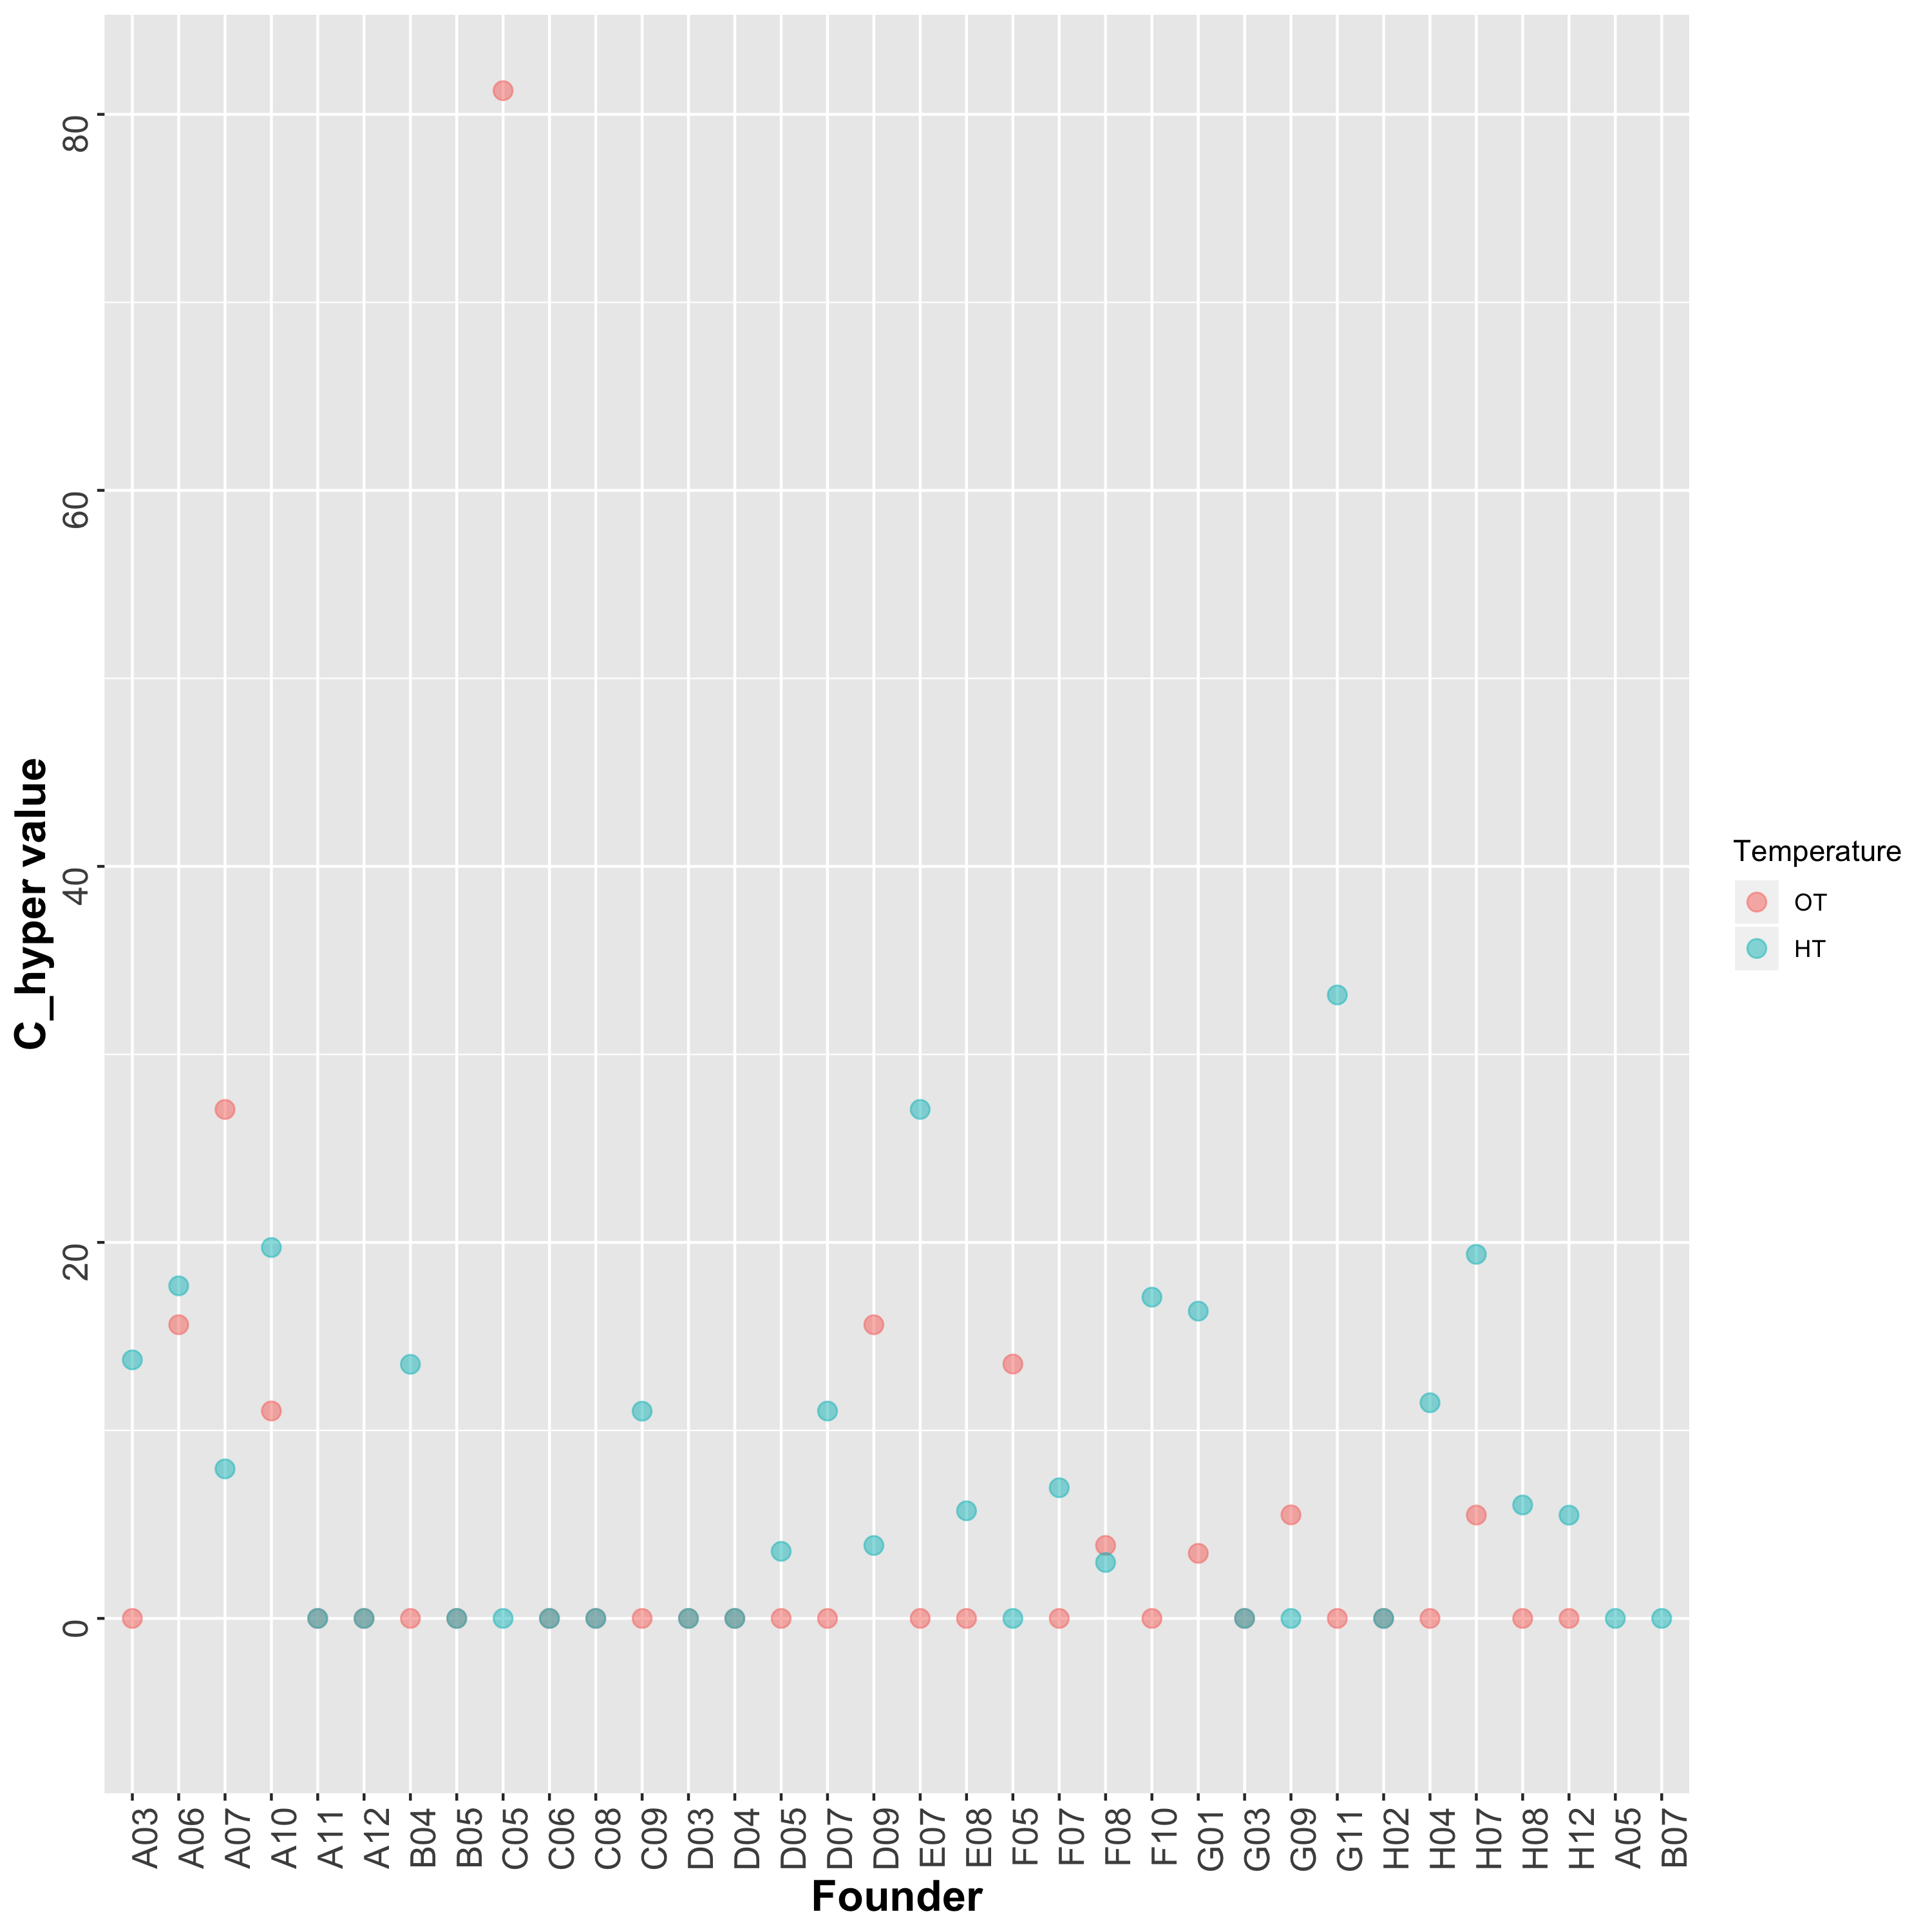 C_hyper value
80
60
40
20
0
A03 A06 A07 A10 A11 A12 B04 B05 C05 C06 C08 C09 D03 D04 D05 D07 D09 E07 E08 F05 F07 F08 F10 G01 G03 G09 G11 H02 H04 H07 H08 H12 A05 B07
Founder
Temperature
OT
HT